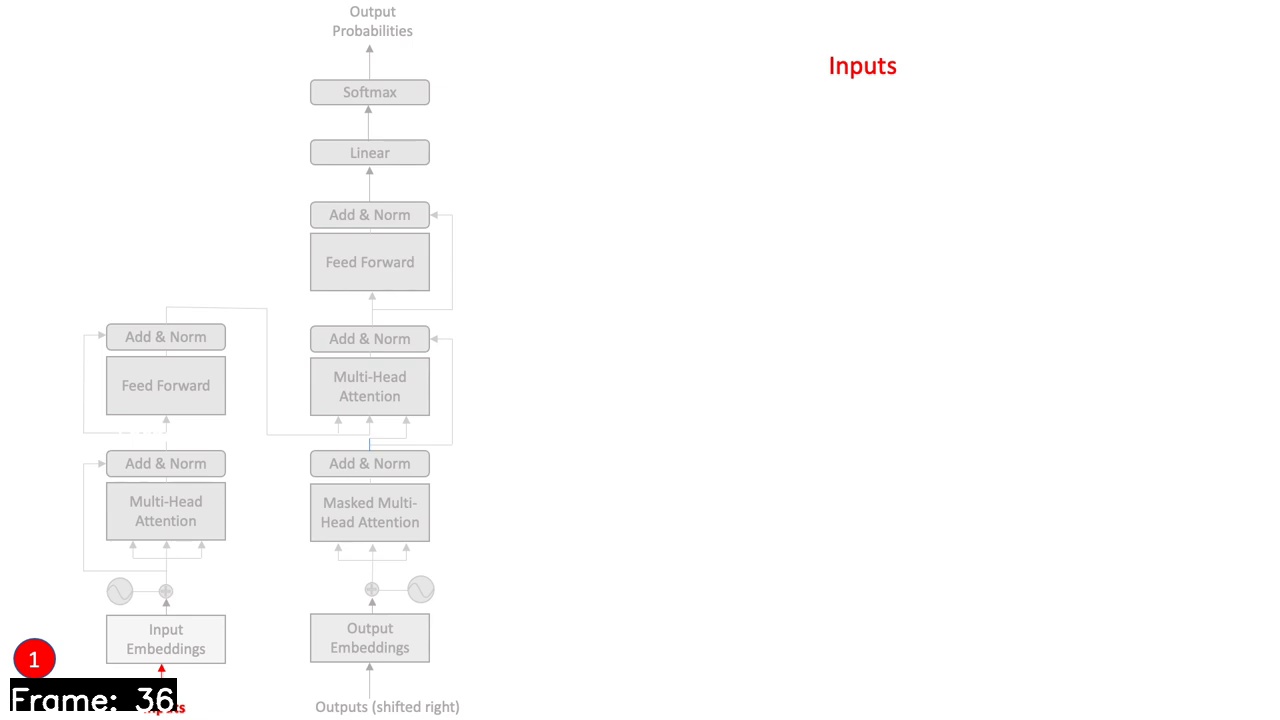 Output
Probabilities
Inputs
Softmax
Linear
Add & Norm
Feed Forward
Add & Norm
Feed Forward
Add & Norm
Multi-Head
Attention
Add & Norm
Multi-Head
Attention
Add & Norm
Masked Multi-
Head Attention
Input
Embeddings
Output
Embeddings
1
Frame: 36
Outputs (shifted right)